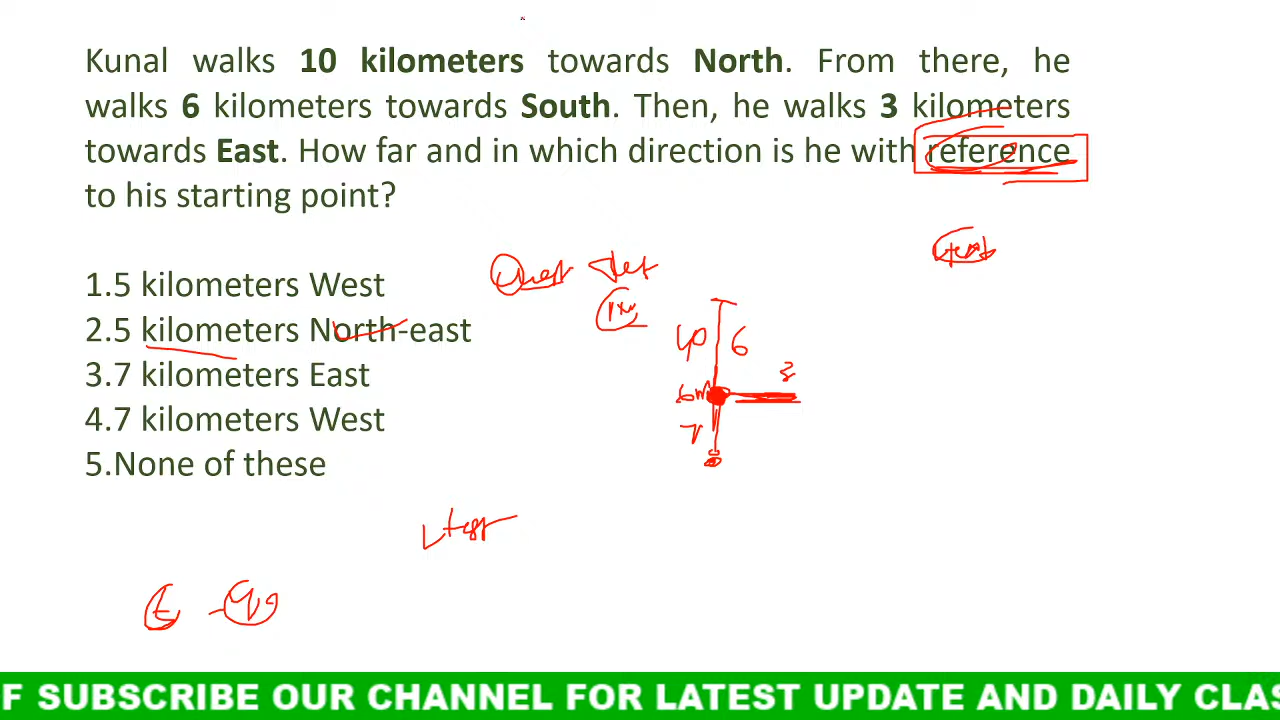 Kunal walks 10 kilometers towards North. From there, he
walks 6 kilometers towards South. Then, he walks 3 kilometers
towards East. How far and in which direction is he with reference
to his starting point?
1.5 kilometers West
2.5 kilometers North-east
3.7 kilometers East
4.7 kilometers West
5.None of these
6
3
F SUBSCRIBE OUR CHANNEL FOR LATEST UPDATE AND DAILY CLAS